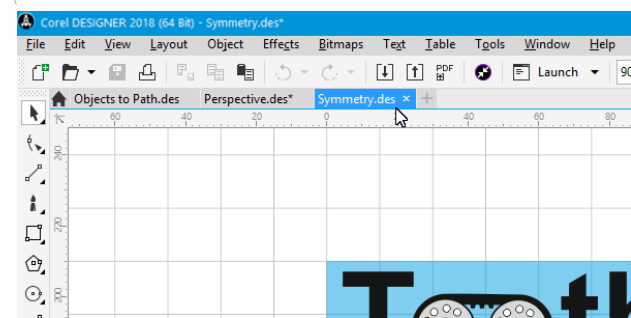 Corel DESIGNER 2018 (64 Bit) - Symmetry.des*
File Edit View Layout Object Effects Bitmaps Text Table Tools Window Help
PDF Launch 90
Objects to Path.des Perspective.des* Symmetry.des × +
60 40 20 0 40 60 80
240
220
200
T th